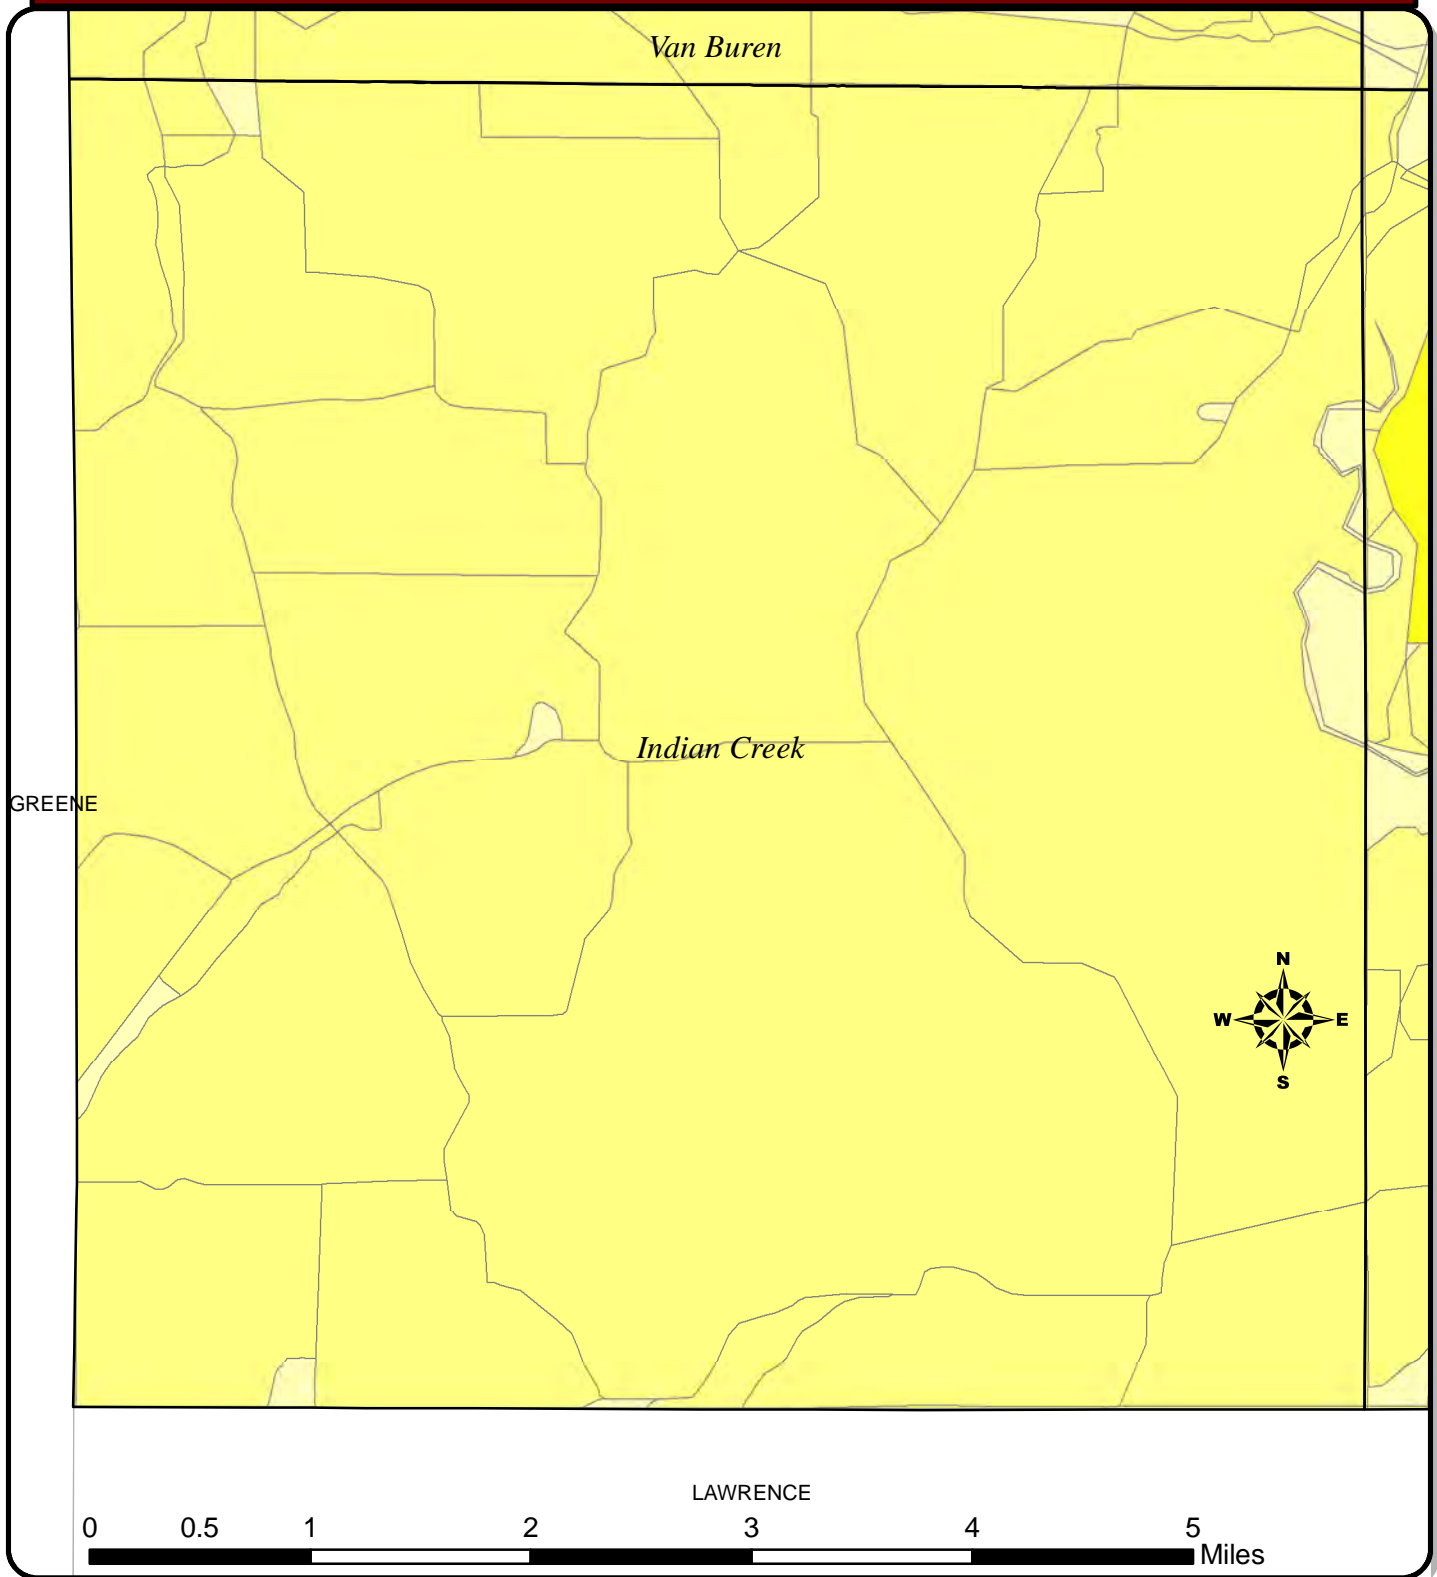 Van Buren
Indian Creek
GREENE
N
W E
S
LAWRENCE
0 0.5 1 2 3 4 5
Miles